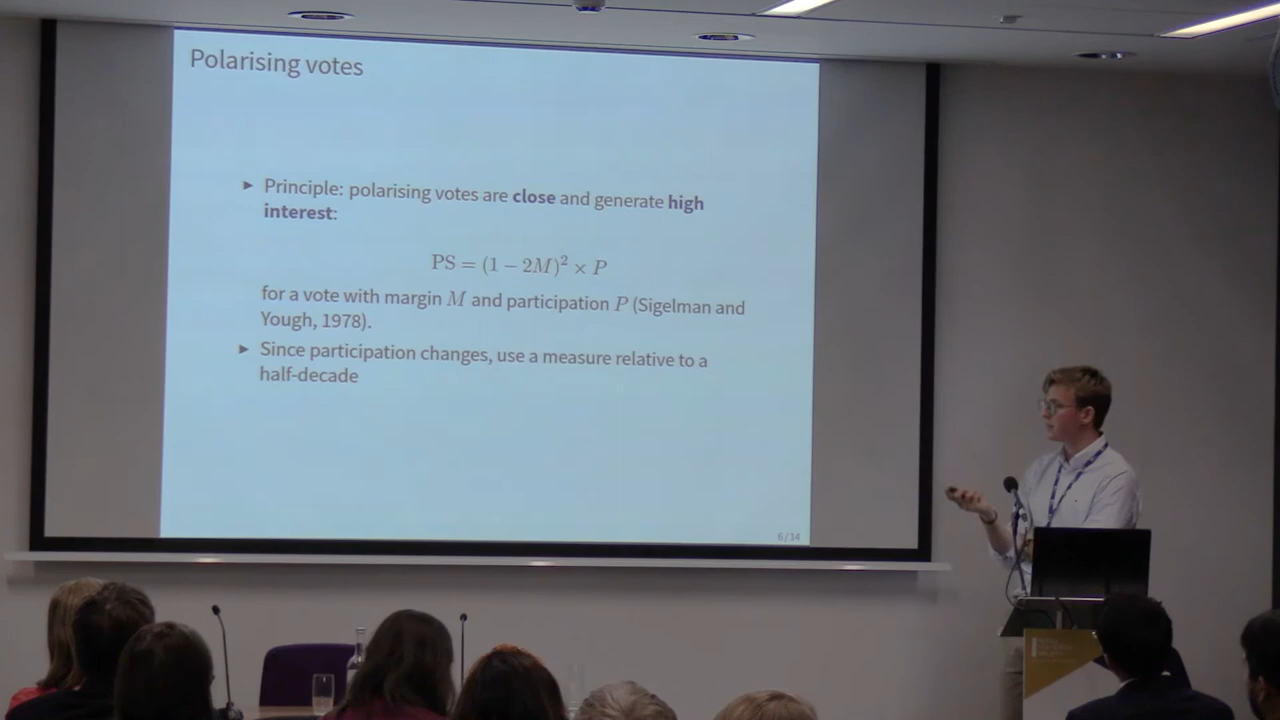 Polarising votes
► Principle: polarising votes are close and generate high
interest:
PS = (1 − 2M)² × P
for a vote with margin M and participation P (Sigelman and
Yough, 1978).
► Since participation changes, use a measure relative to a
half-decade
6/14